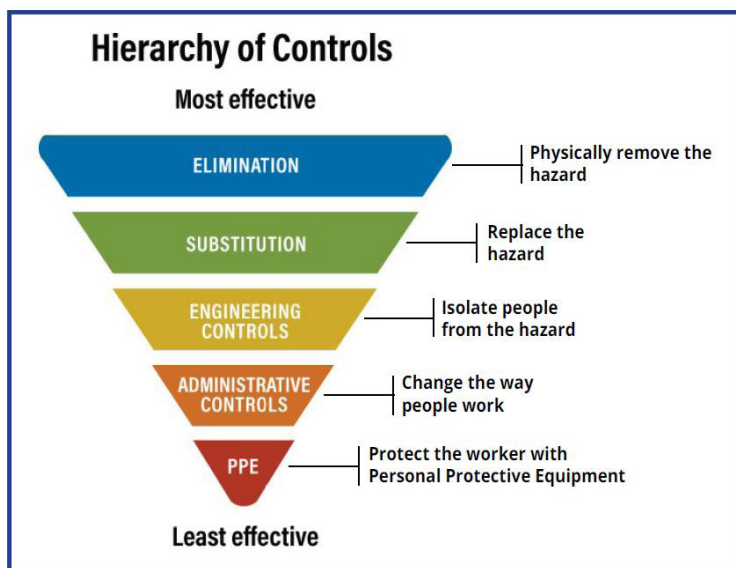 Hierarchy of Controls
Most effective
ELIMINATION
Physically remove the
hazard
SUBSTITUTION
Replace the
hazard
ENGINEERING
CONTROLS
Isolate people
from the hazard
ADMINISTRATIVE
CONTROLS
Change the way
people work
PPE
Protect the worker with
Personal Protective Equipment
Least effective